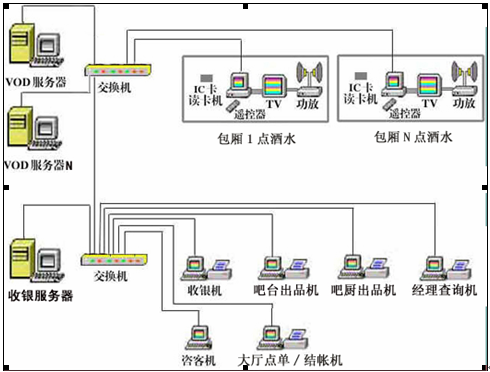 VOD 服务器
交换机
IC 卡
读卡机
遥控器
TV
功放
包厢 1 点酒水
IC 卡
读卡机
遥控器
TV
功放
包厢 N 点酒水
VOD 服务器N
收银服务器
交换机
收银机
吧台出品机
吧厨出品机
经理查询机
咨客机
大厅点单 / 结帐机